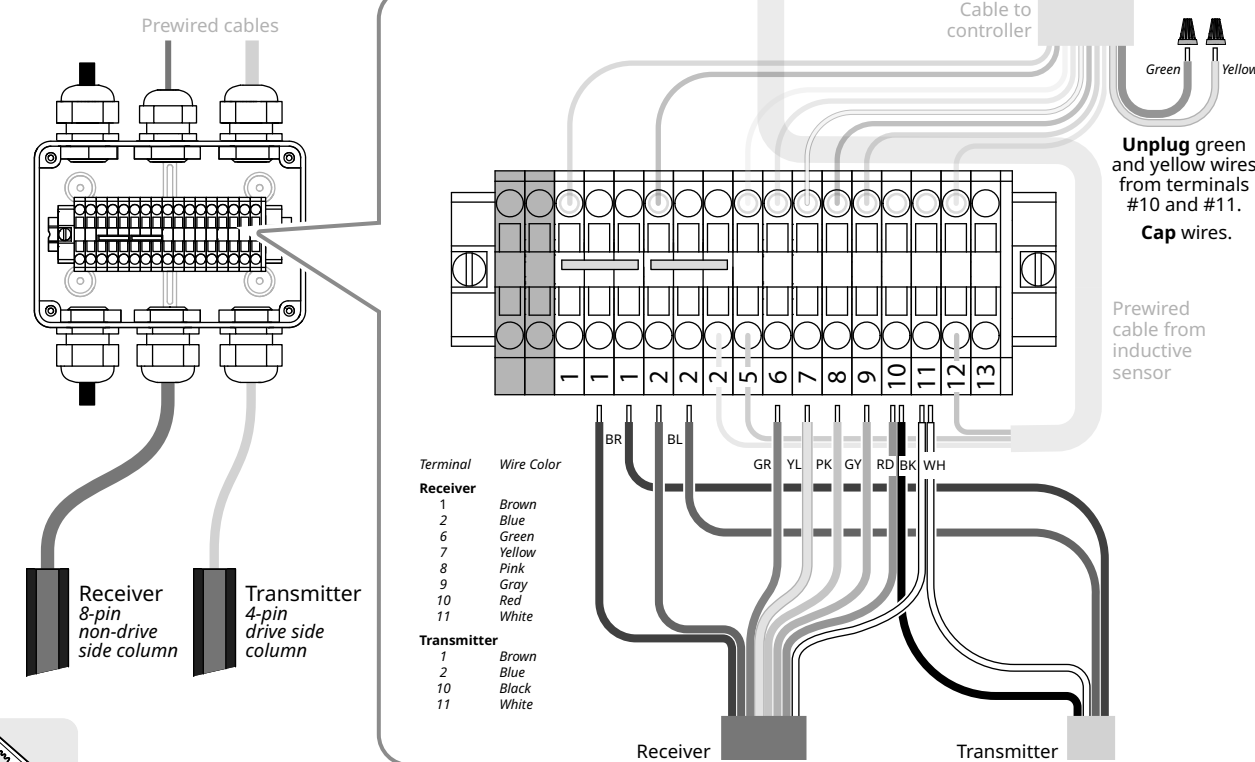 Prewired cables
Cable to
controller
Green
Yellow
Unplug green
and yellow wires
from terminals
#10 and #11.
Cap wires.
Prewired
cable from
inductive
sensor
1 1 1 2 2 2 5 6 7 8 9 10 11 12 13
BR BL
GR YL PK GY RD BK WH
Terminal Wire Color
Receiver
1 Brown
2 Blue
6 Green
7 Yellow
8 Pink
9 Gray
10 Red
11 White
Transmitter
1 Brown
2 Blue
10 Black
11 White
Receiver
8-pin
non-drive
side column
Transmitter
4-pin
drive side
column
Receiver
Transmitter